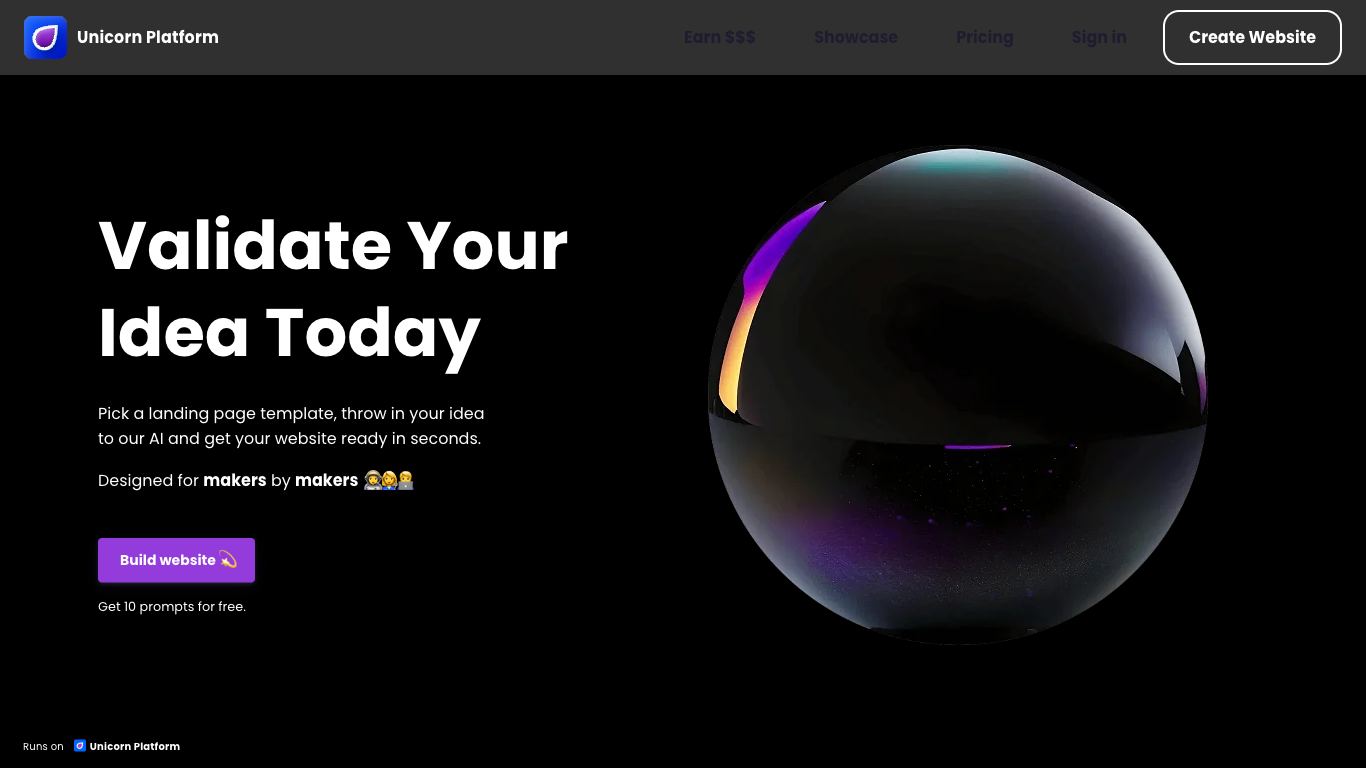 Unicorn Platform
Earn $$$
Showcase
Pricing
Sign in
Create Website
Validate Your
Idea Today
Pick a landing page template, throw in your idea
to our AI and get your website ready in seconds.
Designed for makers by makers 👩‍🚀👩‍✈️👨‍💻
Build website 💫
Get 10 prompts for free.
Runs on Unicorn Platform